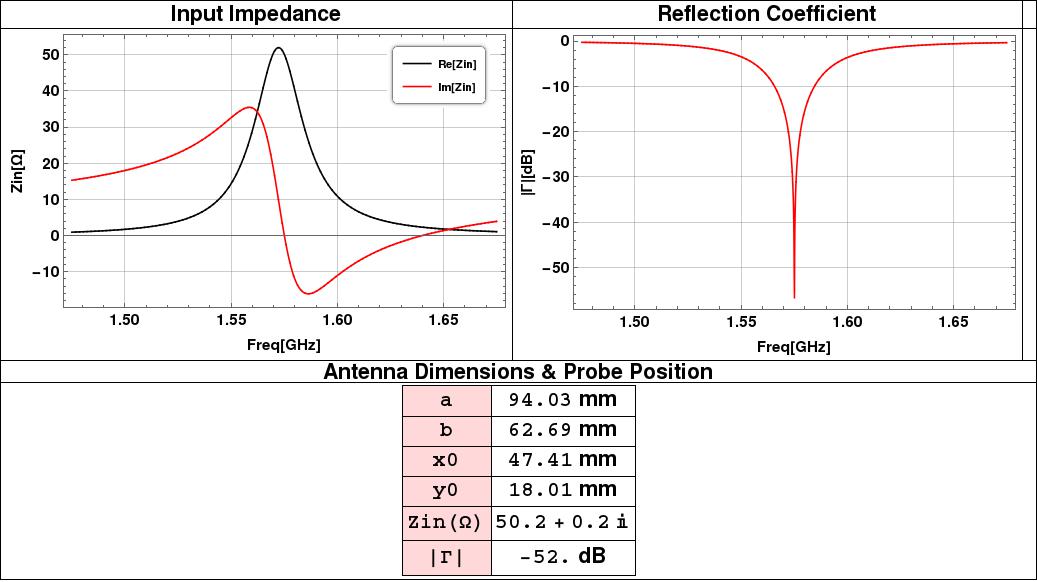 Input Impedance
Zin[Ω]
50
40
30
20
10
0
−10
1.50
1.55
1.60
1.65
Freq[GHz]
Re[Zin]
Im[Zin]
Reflection Coefficient
|Γ|[dB]
0
−10
−20
−30
−40
−50
1.50
1.55
1.60
1.65
Freq[GHz]
Antenna Dimensions & Probe Position
a 94.03 mm
b 62.69 mm
x0 47.41 mm
y0 18.01 mm
Zin(Ω) 50.2 + 0.2 i
|Γ| -52. dB